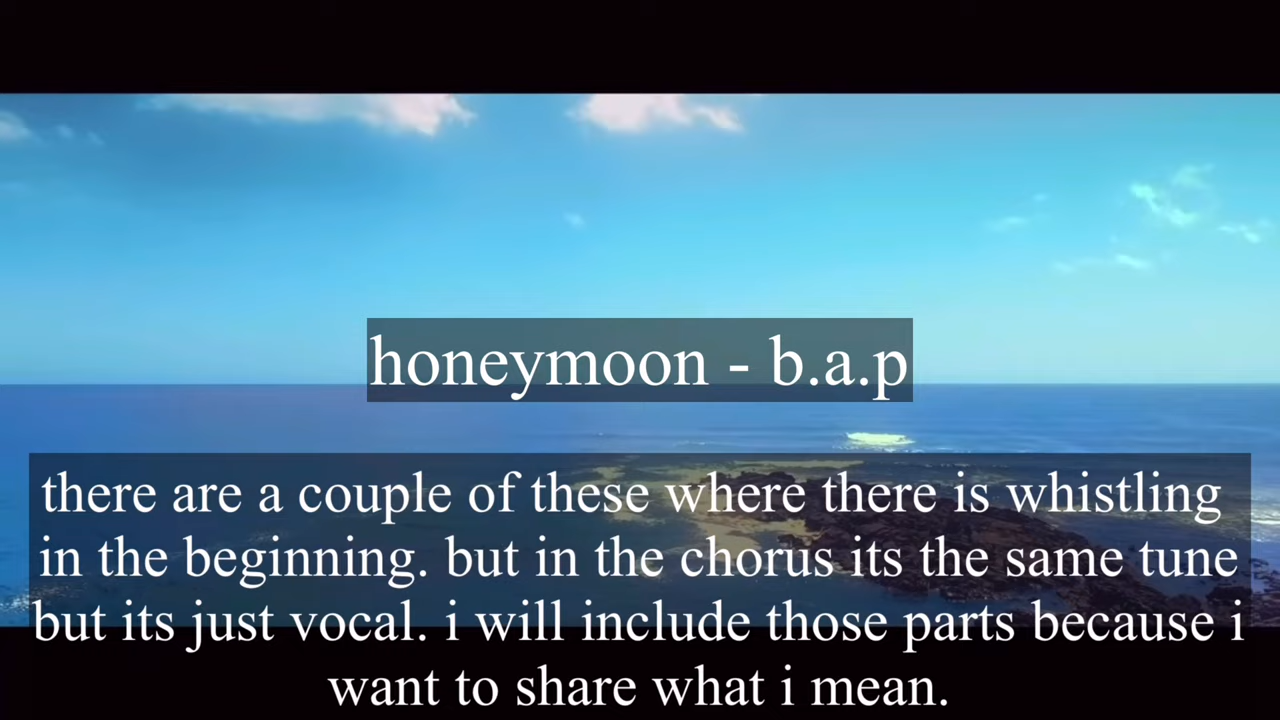 honeymoon - b.a.p
there are a couple of these where there is whistling
in the beginning. but in the chorus its the same tune
but its just vocal. i will include those parts because i
want to share what i mean.